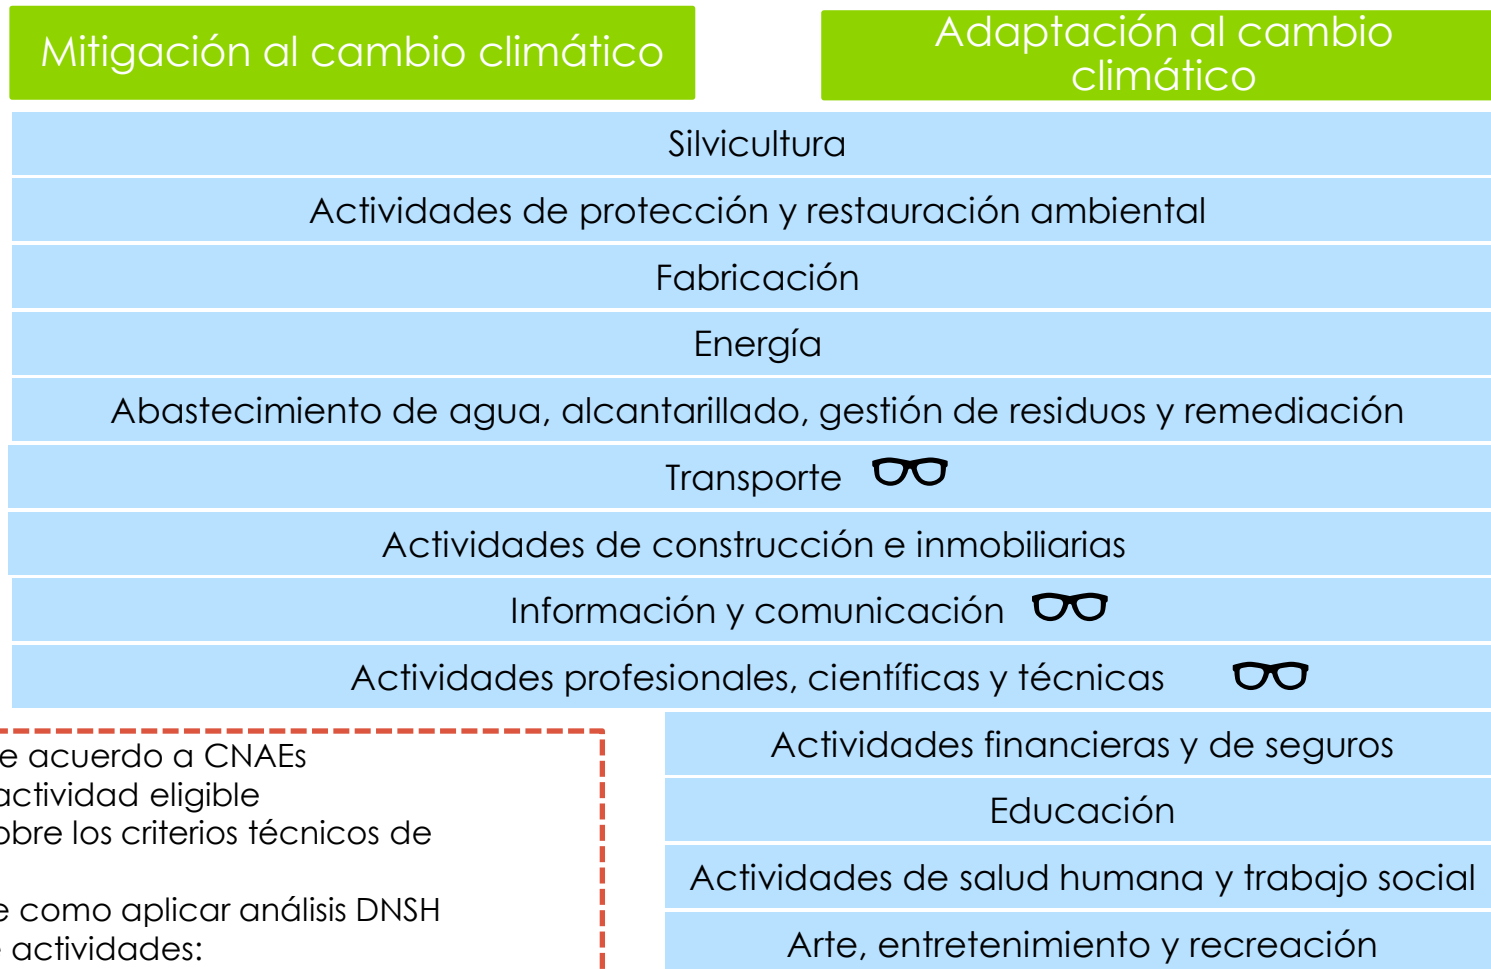 Mitigación al cambio climático
Adaptación al cambio
climático
Silvicultura
Actividades de protección y restauración ambiental
Fabricación
Energía
Abastecimiento de agua, alcantarillado, gestión de residuos y remediación
Transporte
Actividades de construcción e inmobiliarias
Información y comunicación
Actividades profesionales, científicas y técnicas
Actividades financieras y de seguros
Educación
Actividades de salud humana y trabajo social
Arte, entretenimiento y recreación
e acuerdo a CNAEs
actividad eligible
obre los criterios técnicos de
e como aplicar análisis DNSH
e actividades: